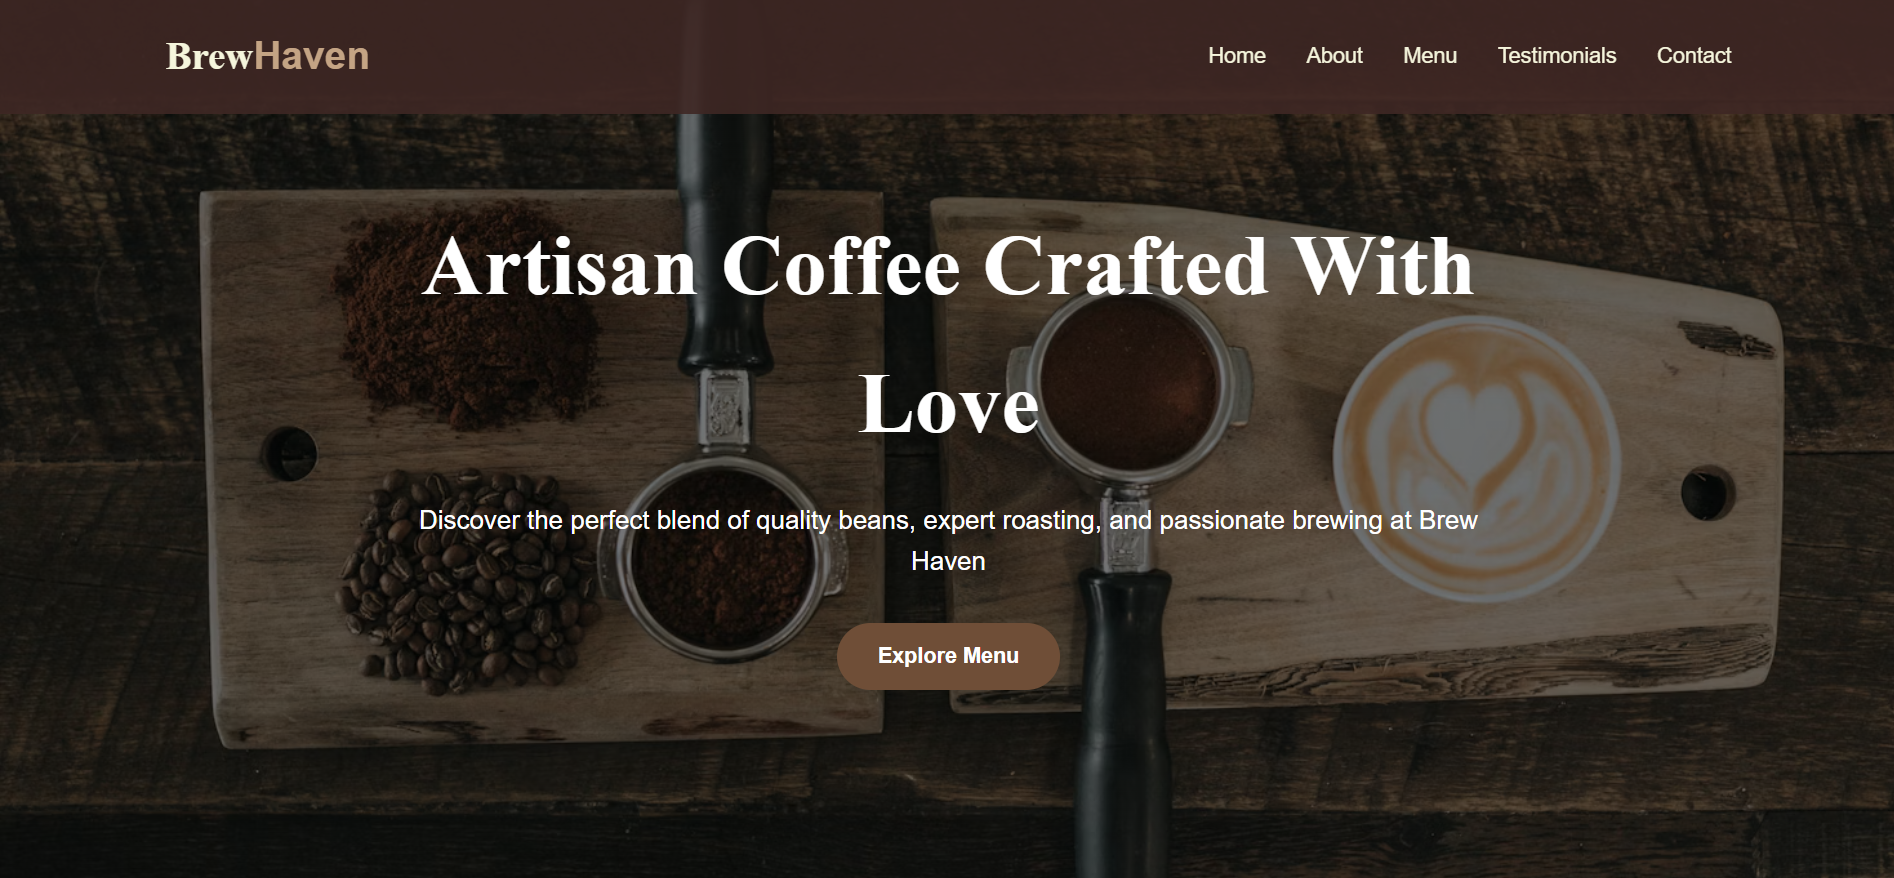 BrewHaven
Home About Menu Testimonials Contact
Artisan Coffee Crafted With
Love
Discover the perfect blend of quality beans, expert roasting, and passionate brewing at Brew
Haven
Explore Menu